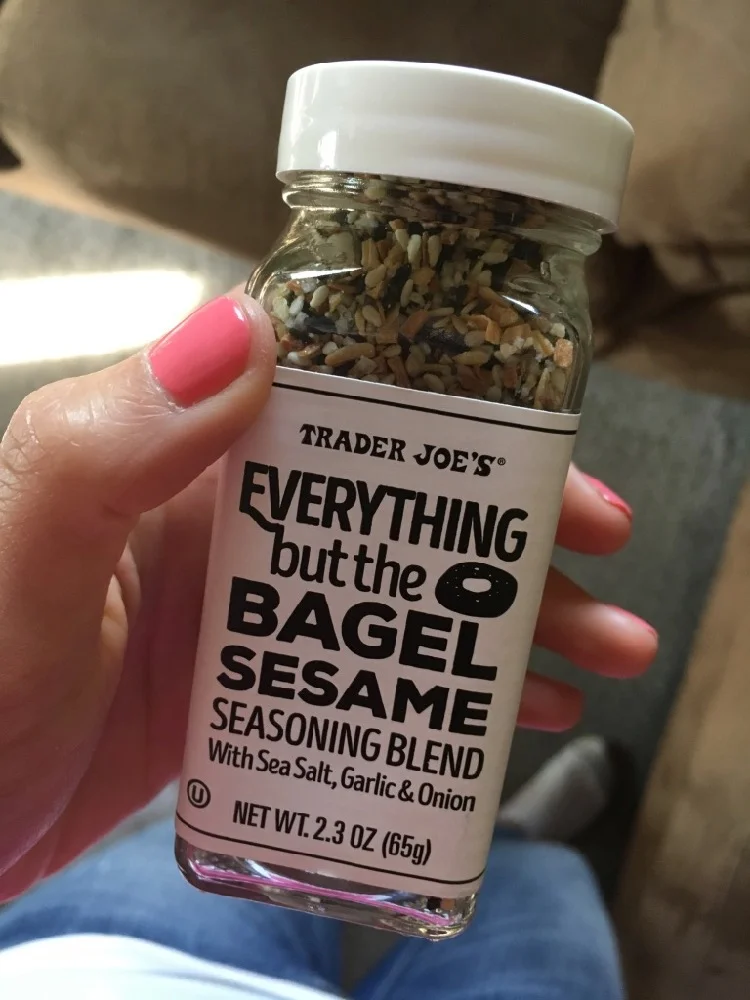 TRADER JOE'S®
EVERYTHING
but the
BAGEL
SESAME
SEASONING BLEND
With Sea Salt, Garlic & Onion
U
NET WT. 2.3 OZ (65g)